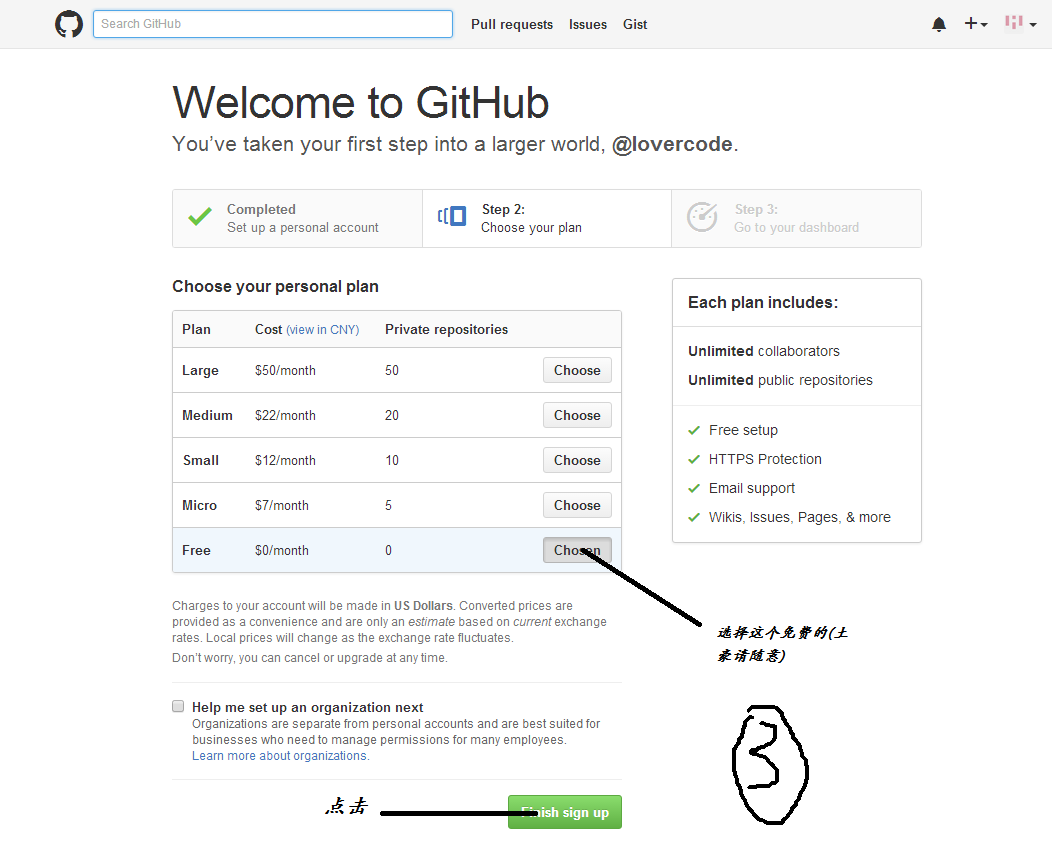 Search GitHub
Pull requests Issues Gist
Welcome to GitHub
You've taken your first step into a larger world, @lovercode.
Completed
Set up a personal account
Step 2:
Choose your plan
Step 3:
Go to your dashboard
Choose your personal plan
Plan Cost (view in CNY) Private repositories
Large $50/month 50 Choose
Medium $22/month 20 Choose
Small $12/month 10 Choose
Micro $7/month 5 Choose
Free $0/month 0 Chosen
Each plan includes:
Unlimited collaborators
Unlimited public repositories
Free setup
HTTPS Protection
Email support
Wikis, Issues, Pages, & more
Charges to your account will be made in US Dollars. Converted prices are
provided as a convenience and are only an estimate based on current exchange
rates. Local prices will change as the exchange rate fluctuates.
Don't worry, you can cancel or upgrade at any time.
选择这个免费的(土
豪请随意)
Help me set up an organization next
Organizations are separate from personal accounts and are best suited for
businesses who need to manage permissions for many employees.
Learn more about organizations.
3
点击
Finish sign up